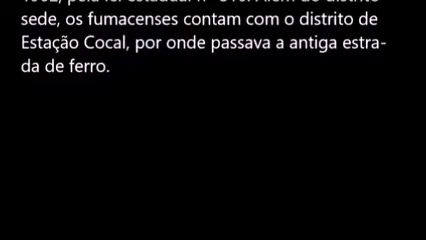 sede, os fumacenses contam com o distrito de
Estação Cocal, por onde passava a antiga estra-
da de ferro.